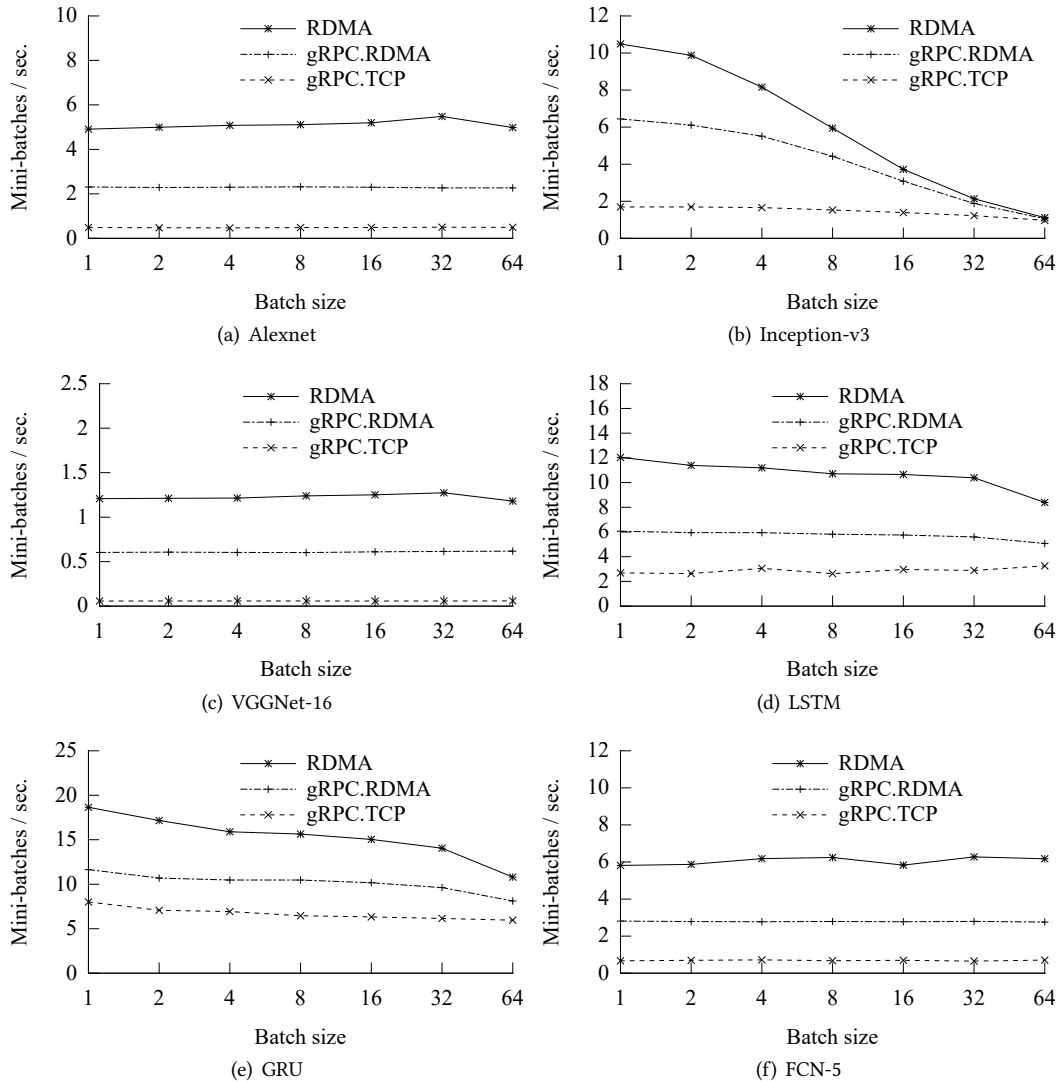 10
8
6
4
2
0
Mini-batches / sec.
RDMA
gRPC.RDMA
gRPC.TCP
1 2 4 8 16 32 64
Batch size
(a) Alexnet
12
10
8
6
4
2
0
Mini-batches / sec.
RDMA
gRPC.RDMA
gRPC.TCP
1 2 4 8 16 32 64
Batch size
(b) Inception-v3
2.5
2
1.5
1
0.5
0
Mini-batches / sec.
RDMA
gRPC.RDMA
gRPC.TCP
1 2 4 8 16 32 64
Batch size
(c) VGGNet-16
18
16
14
12
10
8
6
4
2
0
Mini-batches / sec.
RDMA
gRPC.RDMA
gRPC.TCP
1 2 4 8 16 32 64
Batch size
(d) LSTM
25
20
15
10
5
0
Mini-batches / sec.
RDMA
gRPC.RDMA
gRPC.TCP
1 2 4 8 16 32 64
Batch size
(e) GRU
12
10
8
6
4
2
0
Mini-batches / sec.
RDMA
gRPC.RDMA
gRPC.TCP
1 2 4 8 16 32 64
Batch size
(f) FCN-5